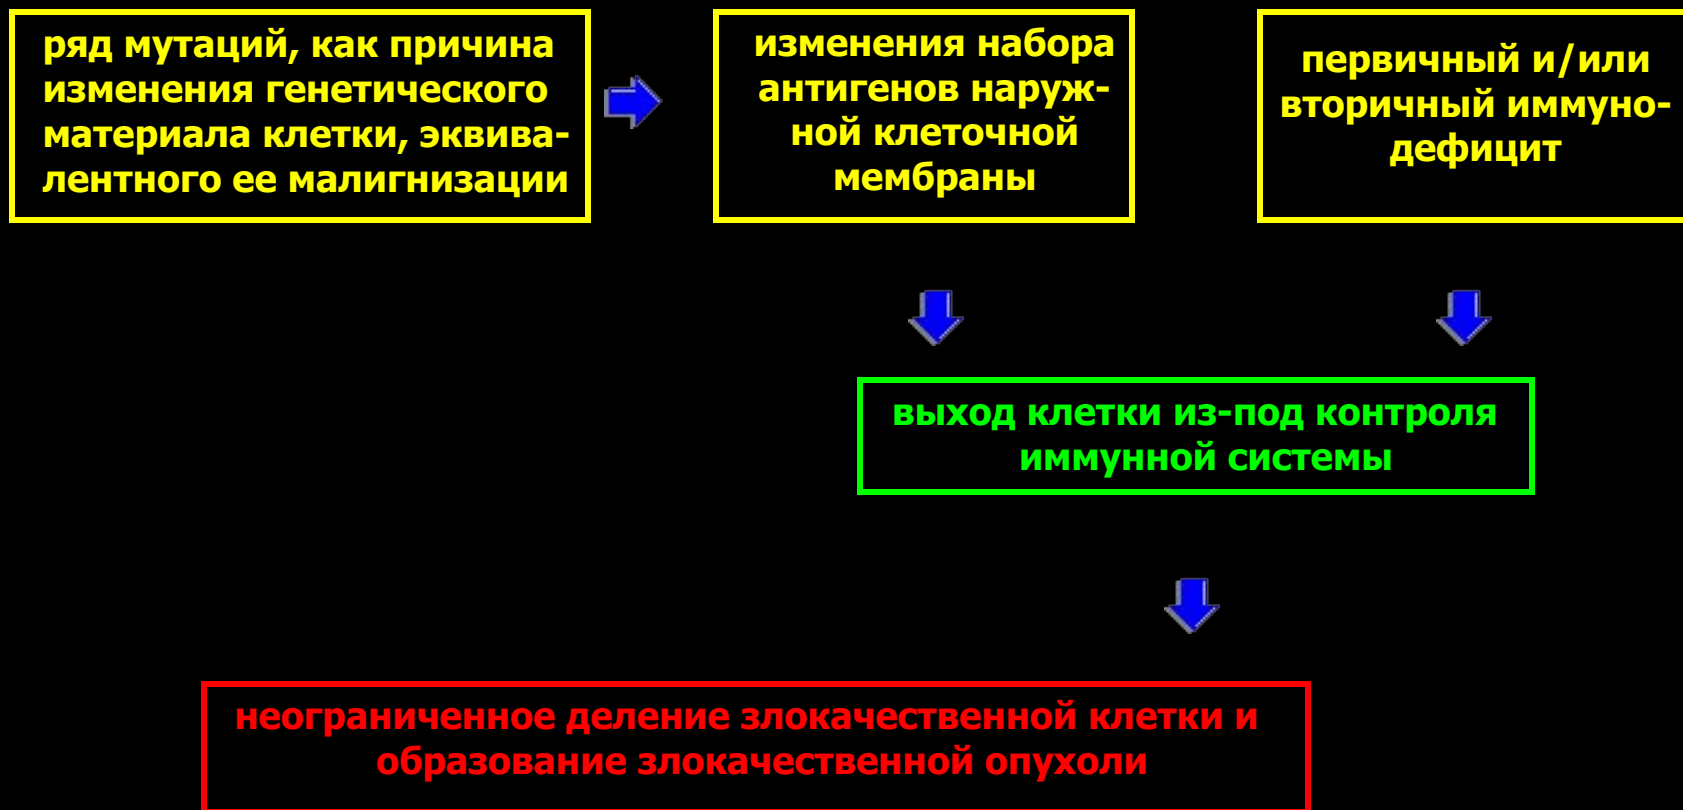 ряд мутаций, как причина
изменения генетического
материала клетки, эквива-
лентного ее малигнизации
изменения набора
антигенов наруж-
ной клеточной
мембраны
первичный и/или
вторичный иммуно-
дефицит
выход клетки из-под контроля
иммунной системы
неограниченное деление злокачественной клетки и
образование злокачественной опухоли